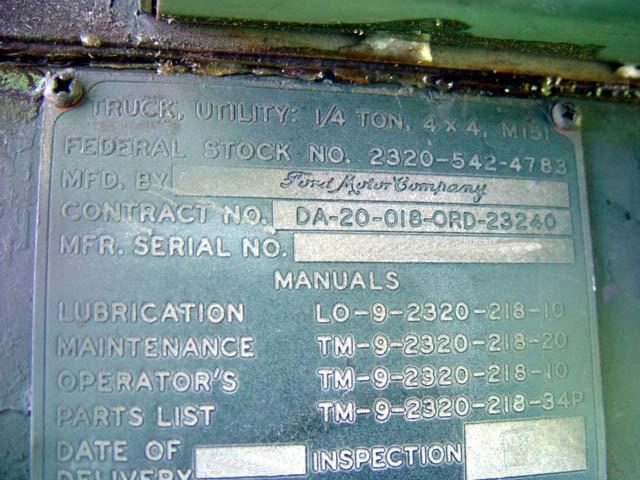 TRUCK, UTILITY: 1/4 TON, 4 x 4, M151
FEDERAL STOCK NO. 2320-542-4783
MFD. BY Ford Motor Company
CONTRACT NO. DA-20-018-ORD-23240
MFR. SERIAL NO.
MANUALS
LUBRICATION LO-9-2320-218-10
MAINTENANCE TM-9-2320-218-20
OPERATOR'S TM-9-2320-218-10
PARTS LIST TM-9-2320-218-34P
DATE OF
DELIVERY INSPECTION